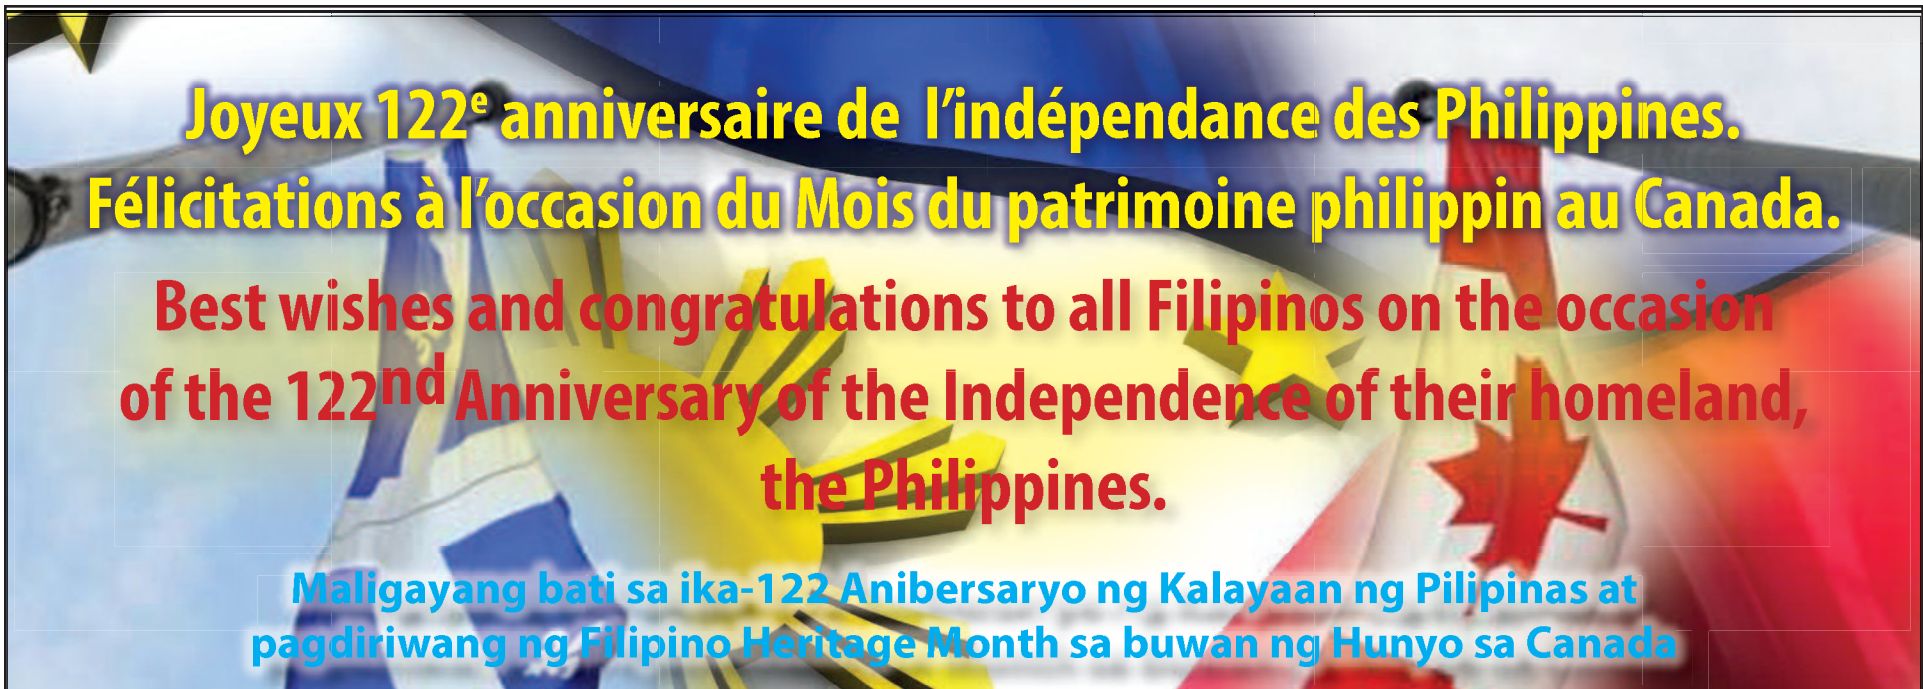 Joyeux 122e anniversaire de l'indépendance des Philippines.
Félicitations à l'occasion du Mois du patrimoine philippin au Canada.
Best wishes and congratulations to all Filipinos on the occasion
of the 122nd Anniversary of the Independence of their homeland,
the Philippines.
Maligayang bati sa ika-122 Anibersaryo ng Kalayaan ng Pilipinas at
pagdiriwang ng Filipino Heritage Month sa buwan ng Hunyo sa Canada